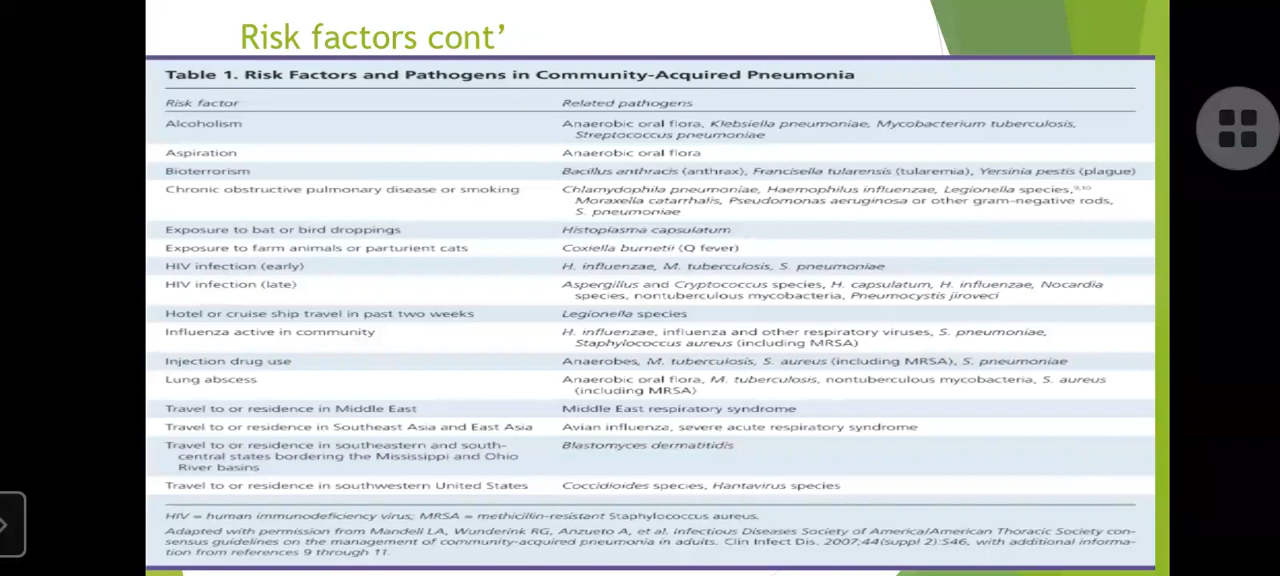 Risk factors cont’
Table 1. Risk Factors and Pathogens in Community-Acquired Pneumonia
Risk factor Related pathogens
Alcoholism Anaerobic oral flora, Klebsiella pneumoniae, Mycobacterium tuberculosis,
Streptococcus pneumoniae
Aspiration Anaerobic oral flora
Bioterrorism Bacillus anthracis (anthrax), Francisella tularensis (tularemia), Yersinia pestis (plague)
Chronic obstructive pulmonary disease or smoking Chlamydophila pneumoniae, Haemophilus influenzae, Legionella species,9,10
Moraxella catarrhalis, Pseudomonas aeruginosa or other gram-negative rods,
S. pneumoniae
Exposure to bat or bird droppings Histoplasma capsulatum
Exposure to farm animals or parturient cats Coxiella burnetii (Q fever)
HIV infection (early) H. influenzae, M. tuberculosis, S. pneumoniae
HIV infection (late) Aspergillus and Cryptococcus species, H. capsulatum, H. influenzae, Nocardia
species, nontuberculous mycobacteria, Pneumocystis jiroveci
Hotel or cruise ship travel in past two weeks Legionella species
Influenza active in community H. influenzae, influenza and other respiratory viruses, S. pneumoniae,
Staphylococcus aureus (including MRSA)
Injection drug use Anaerobes, M. tuberculosis, S. aureus (including MRSA), S. pneumoniae
Lung abscess Anaerobic oral flora, M. tuberculosis, nontuberculous mycobacteria, S. aureus
(including MRSA)
Travel to or residence in Middle East Middle East respiratory syndrome
Travel to or residence in Southeast Asia and East Asia Avian influenza, severe acute respiratory syndrome
Travel to or residence in southeastern and south- Blastomyces dermatitidis
central states bordering the Mississippi and Ohio
River basins
Travel to or residence in southwestern United States Coccidioides species, Hantavirus species
HIV = human immunodeficiency virus; MRSA = methicillin-resistant Staphylococcus aureus.
Adapted with permission from Mandell LA, Wunderink RG, Anzueto A, et al. Infectious Diseases Society of America/American Thoracic Society con-
sensus guidelines on the management of community-acquired pneumonia in adults. Clin Infect Dis. 2007;44(suppl 2):S46, with additional informa-
tion from references 9 through 11.